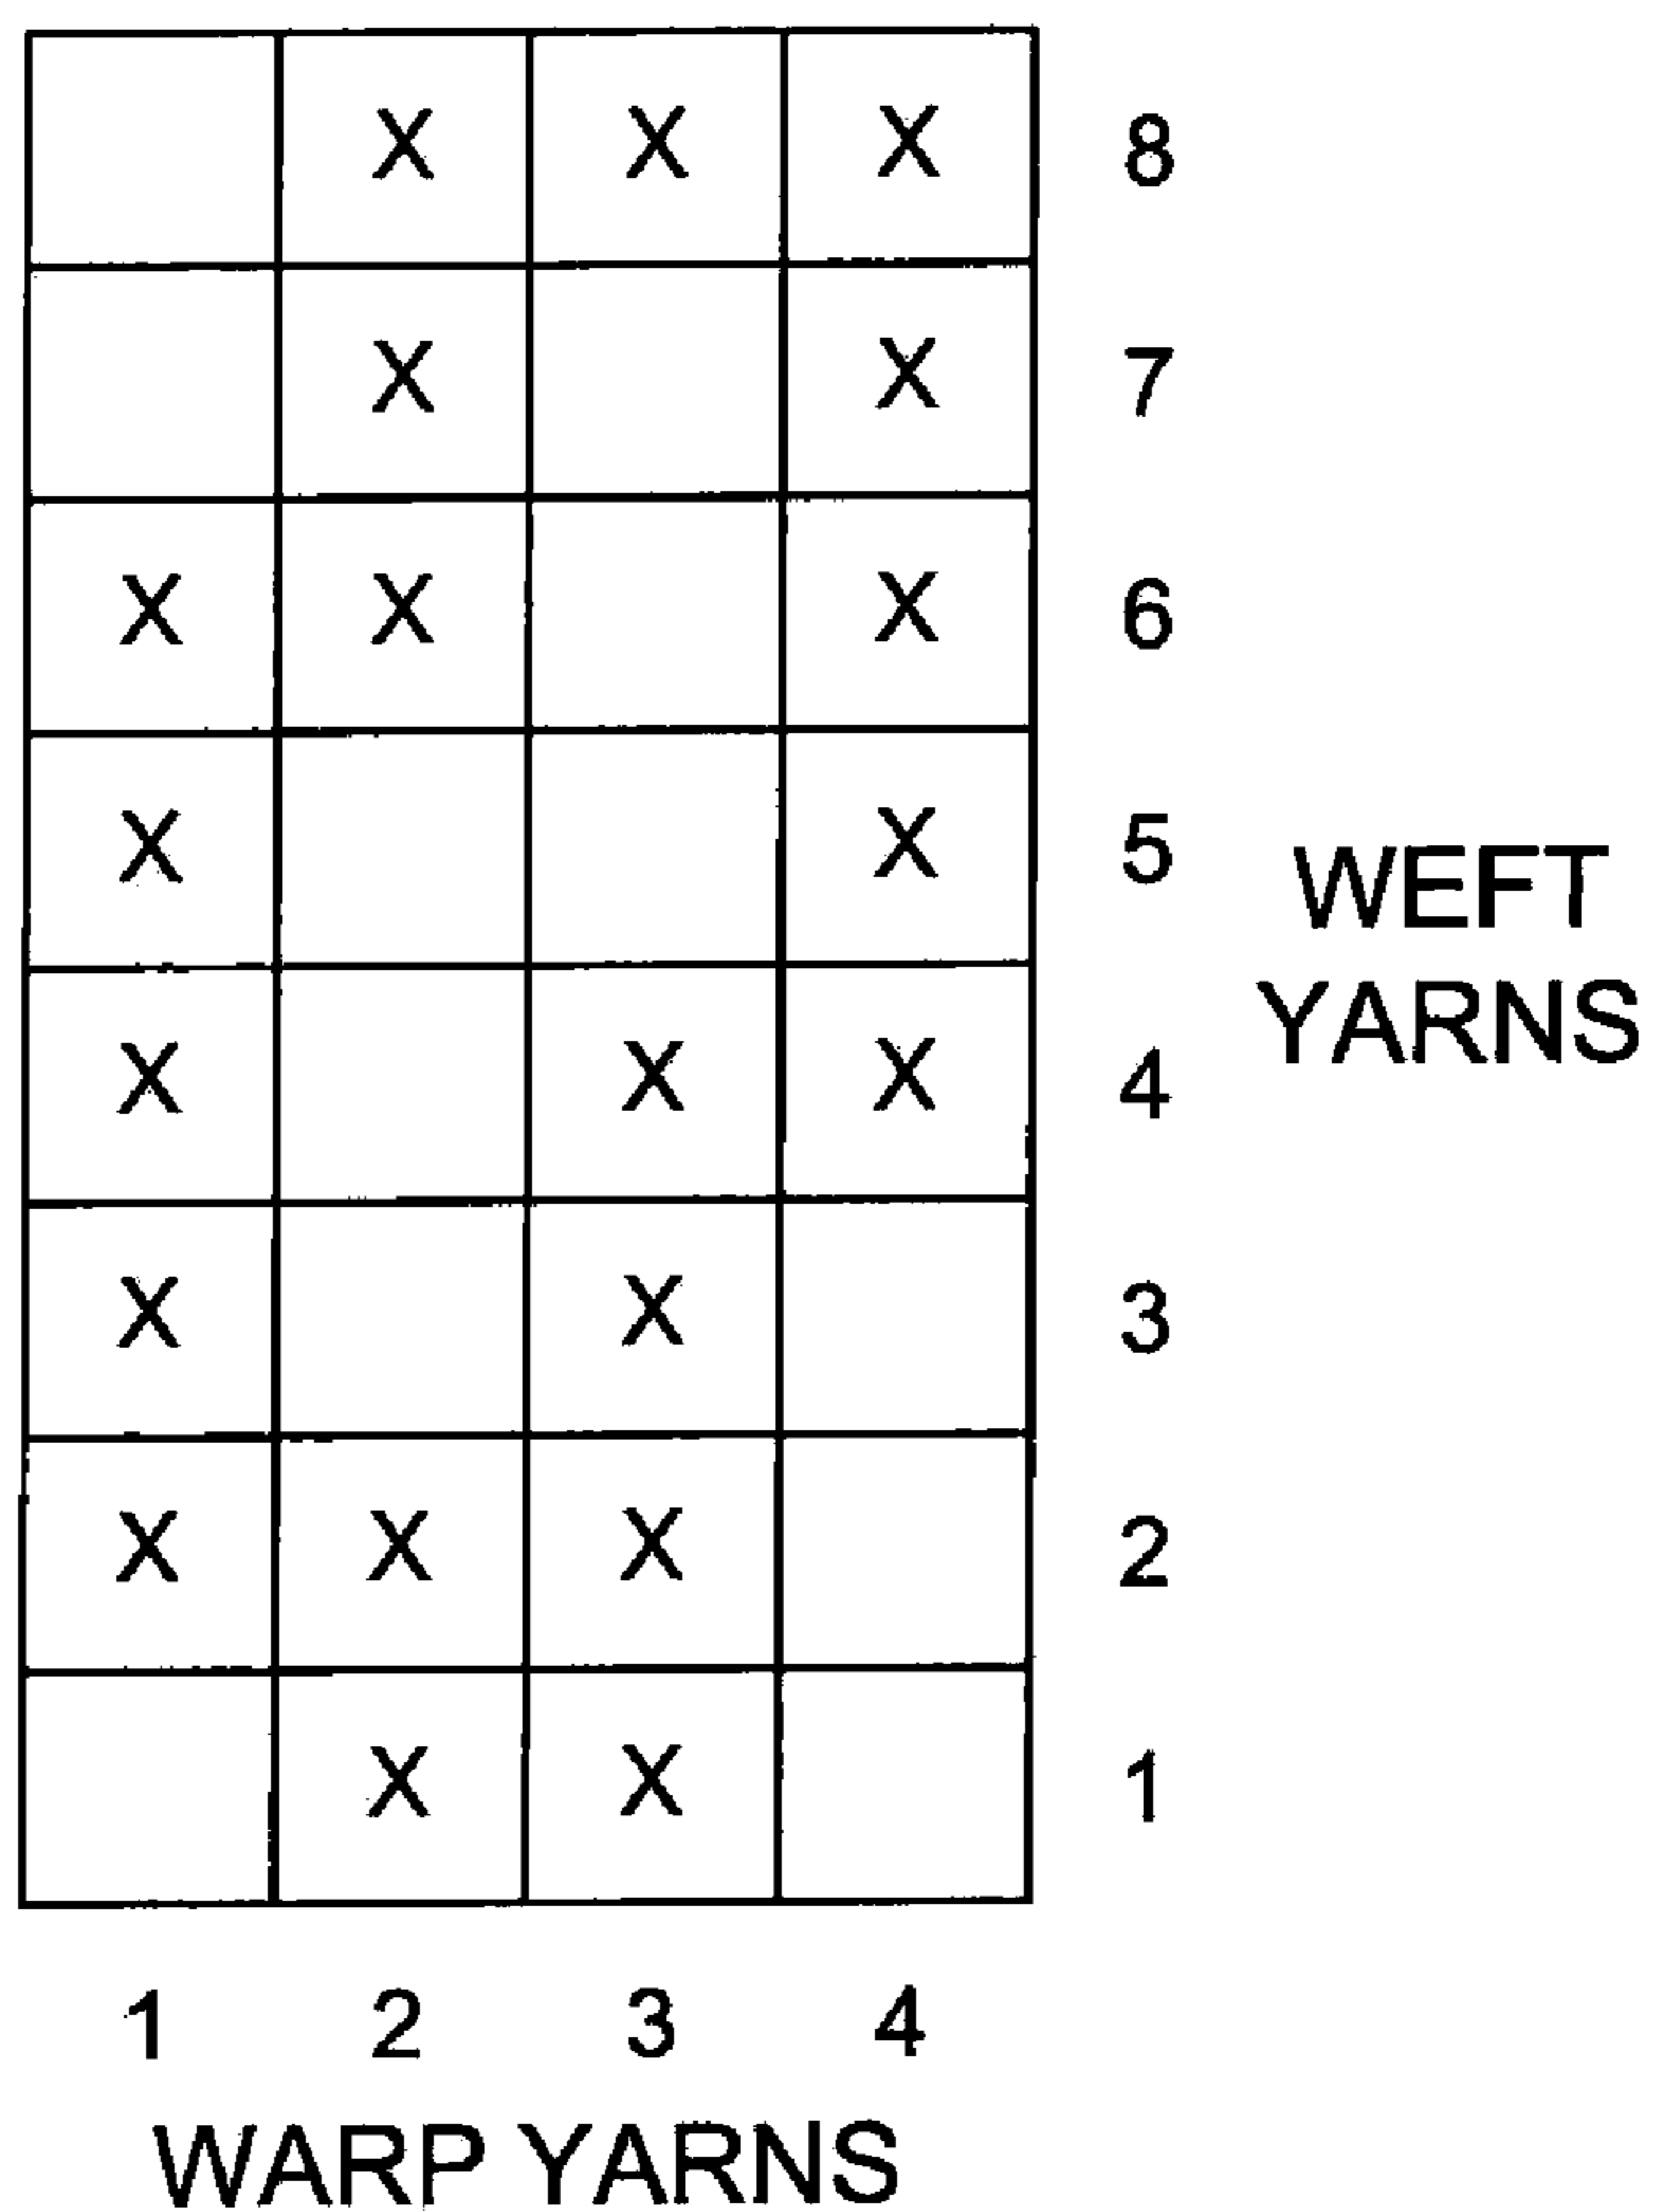 X X X 8
X X 7
X X X 6
X X 5
X X X 4
X X 3
X X X 2
X X 1
WEFT
YARNS
1 2 3 4
WARP YARNS